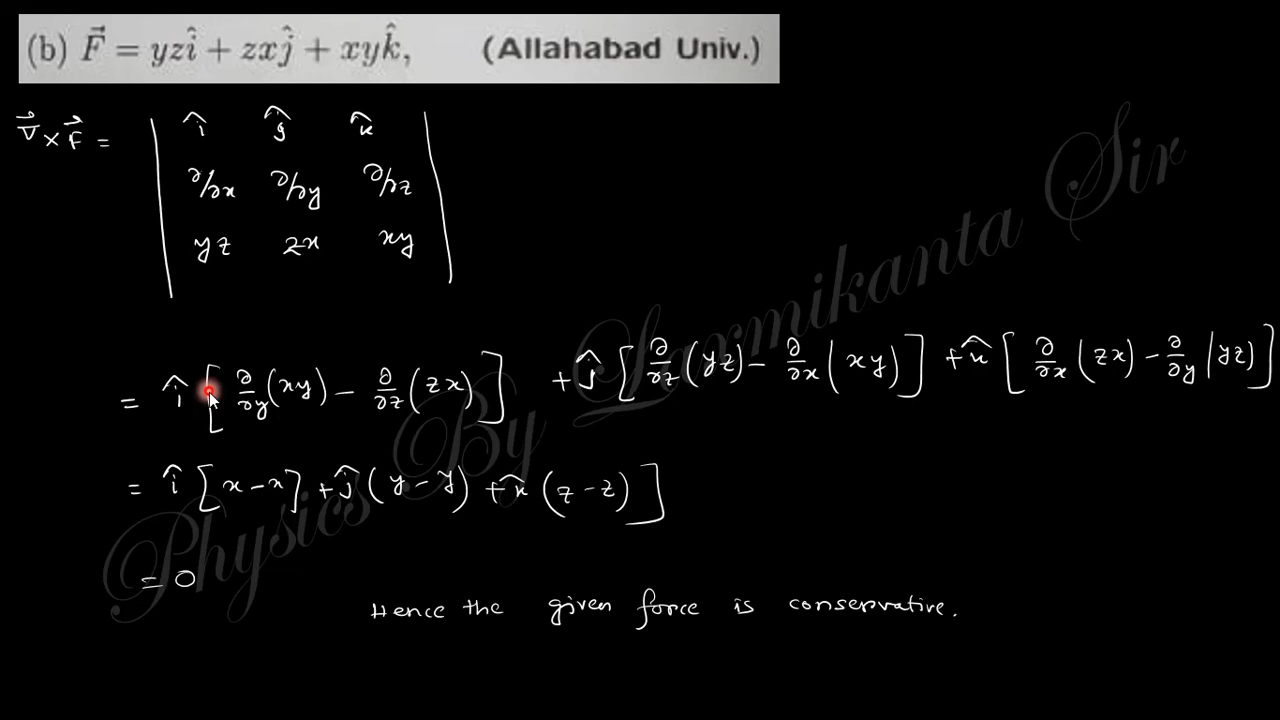 (b) F⃗ = yzî + zxĵ + xyk̂, (Allahabad Univ.)
∇⃗ × F⃗ = | î ĵ k̂ |
| ∂/∂x ∂/∂y ∂/∂z |
| yz zx xy |
= î [ ∂/∂y (xy) − ∂/∂z (zx) ] + ĵ [ ∂/∂z (yz) − ∂/∂x (xy) ] + k̂ [ ∂/∂x (zx) − ∂/∂y (yz) ]
= î [ x − x ] + ĵ ( y − y ) + k̂ ( z − z ) ]
= 0
Hence the given force is conservative.
Physics By Laxmikanta Sir